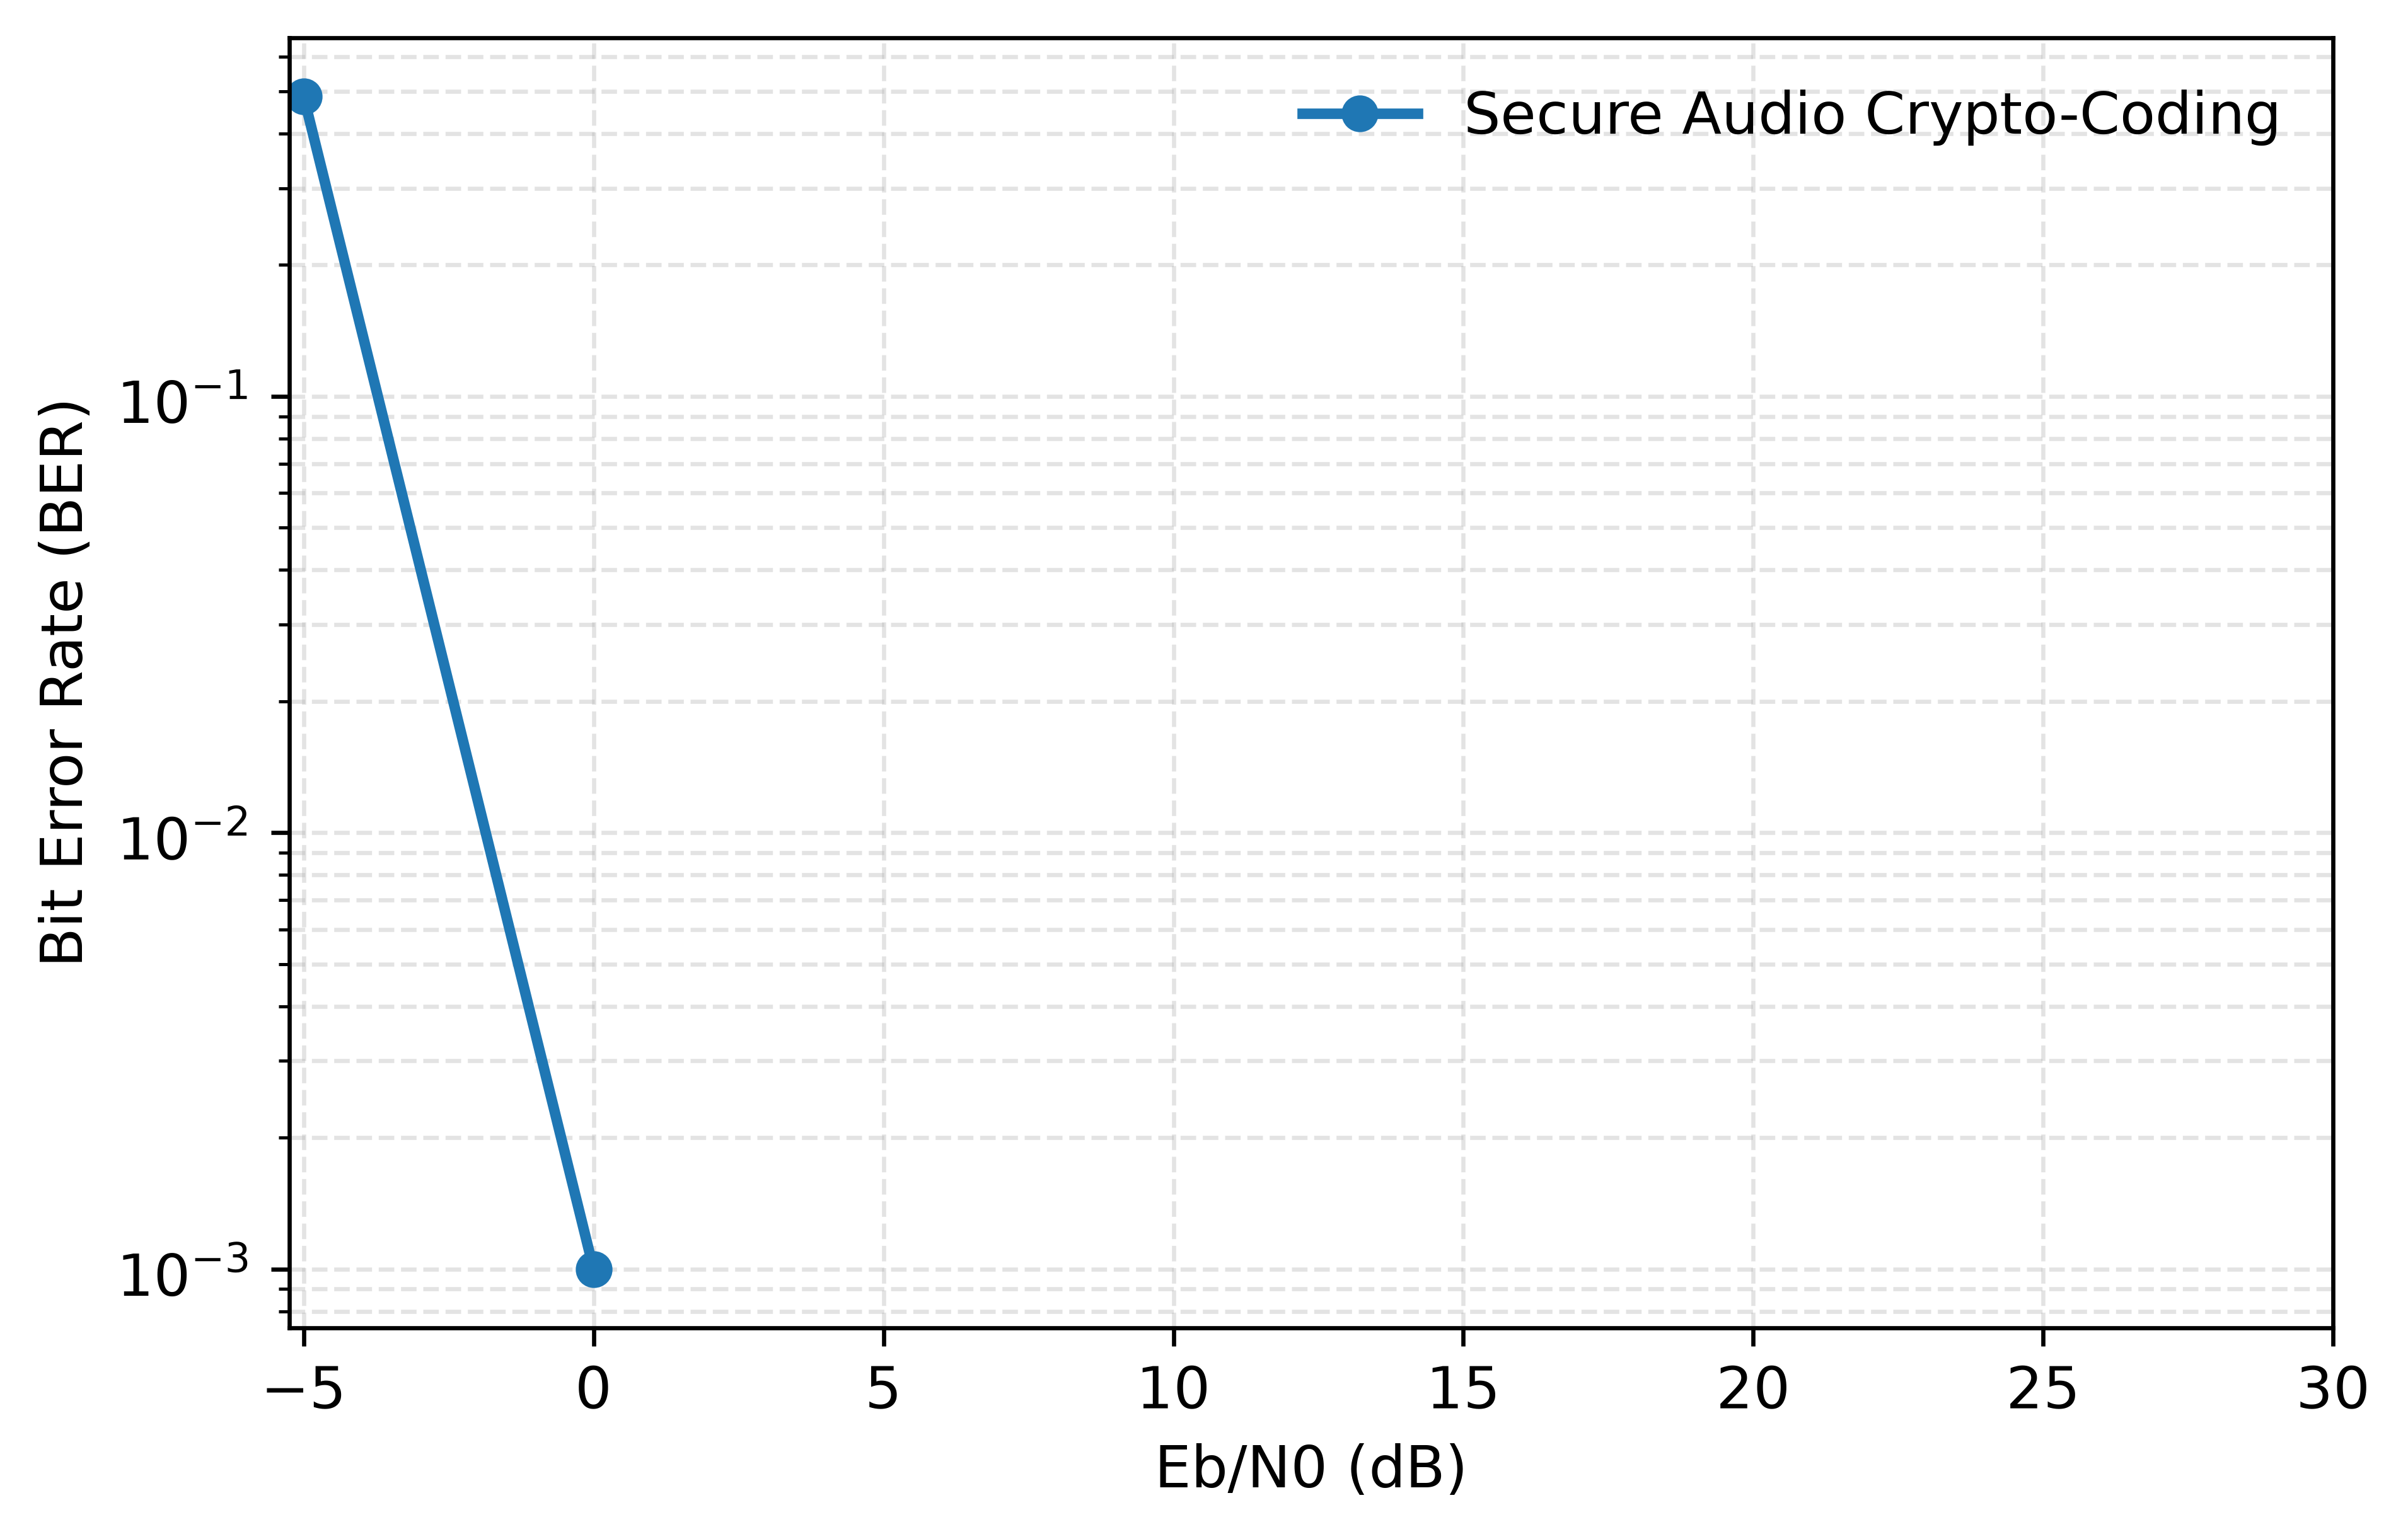 Secure Audio Crypto-Coding
Bit Error Rate (BER)
10⁻¹
10⁻²
10⁻³
−5 0 5 10 15 20 25 30
Eb/N0 (dB)